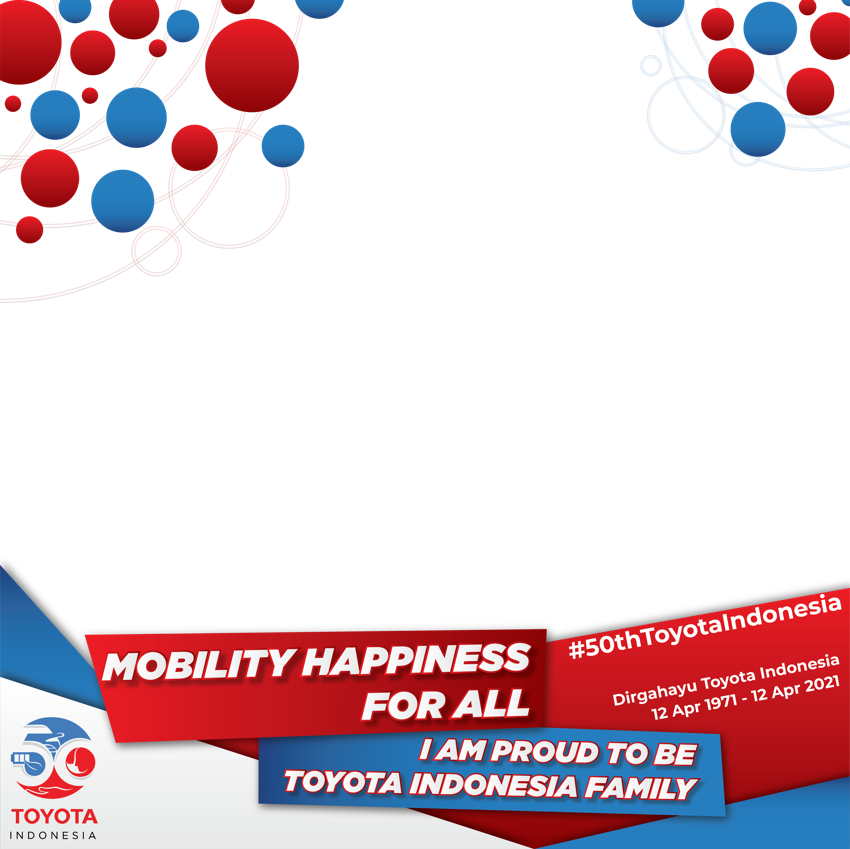 #50thToyotaIndonesia
MOBILITY HAPPINESS
FOR ALL
Dirgahayu Toyota Indonesia
12 Apr 1971 - 12 Apr 2021
I AM PROUD TO BE
TOYOTA INDONESIA FAMILY
50
TOYOTA
INDONESIA